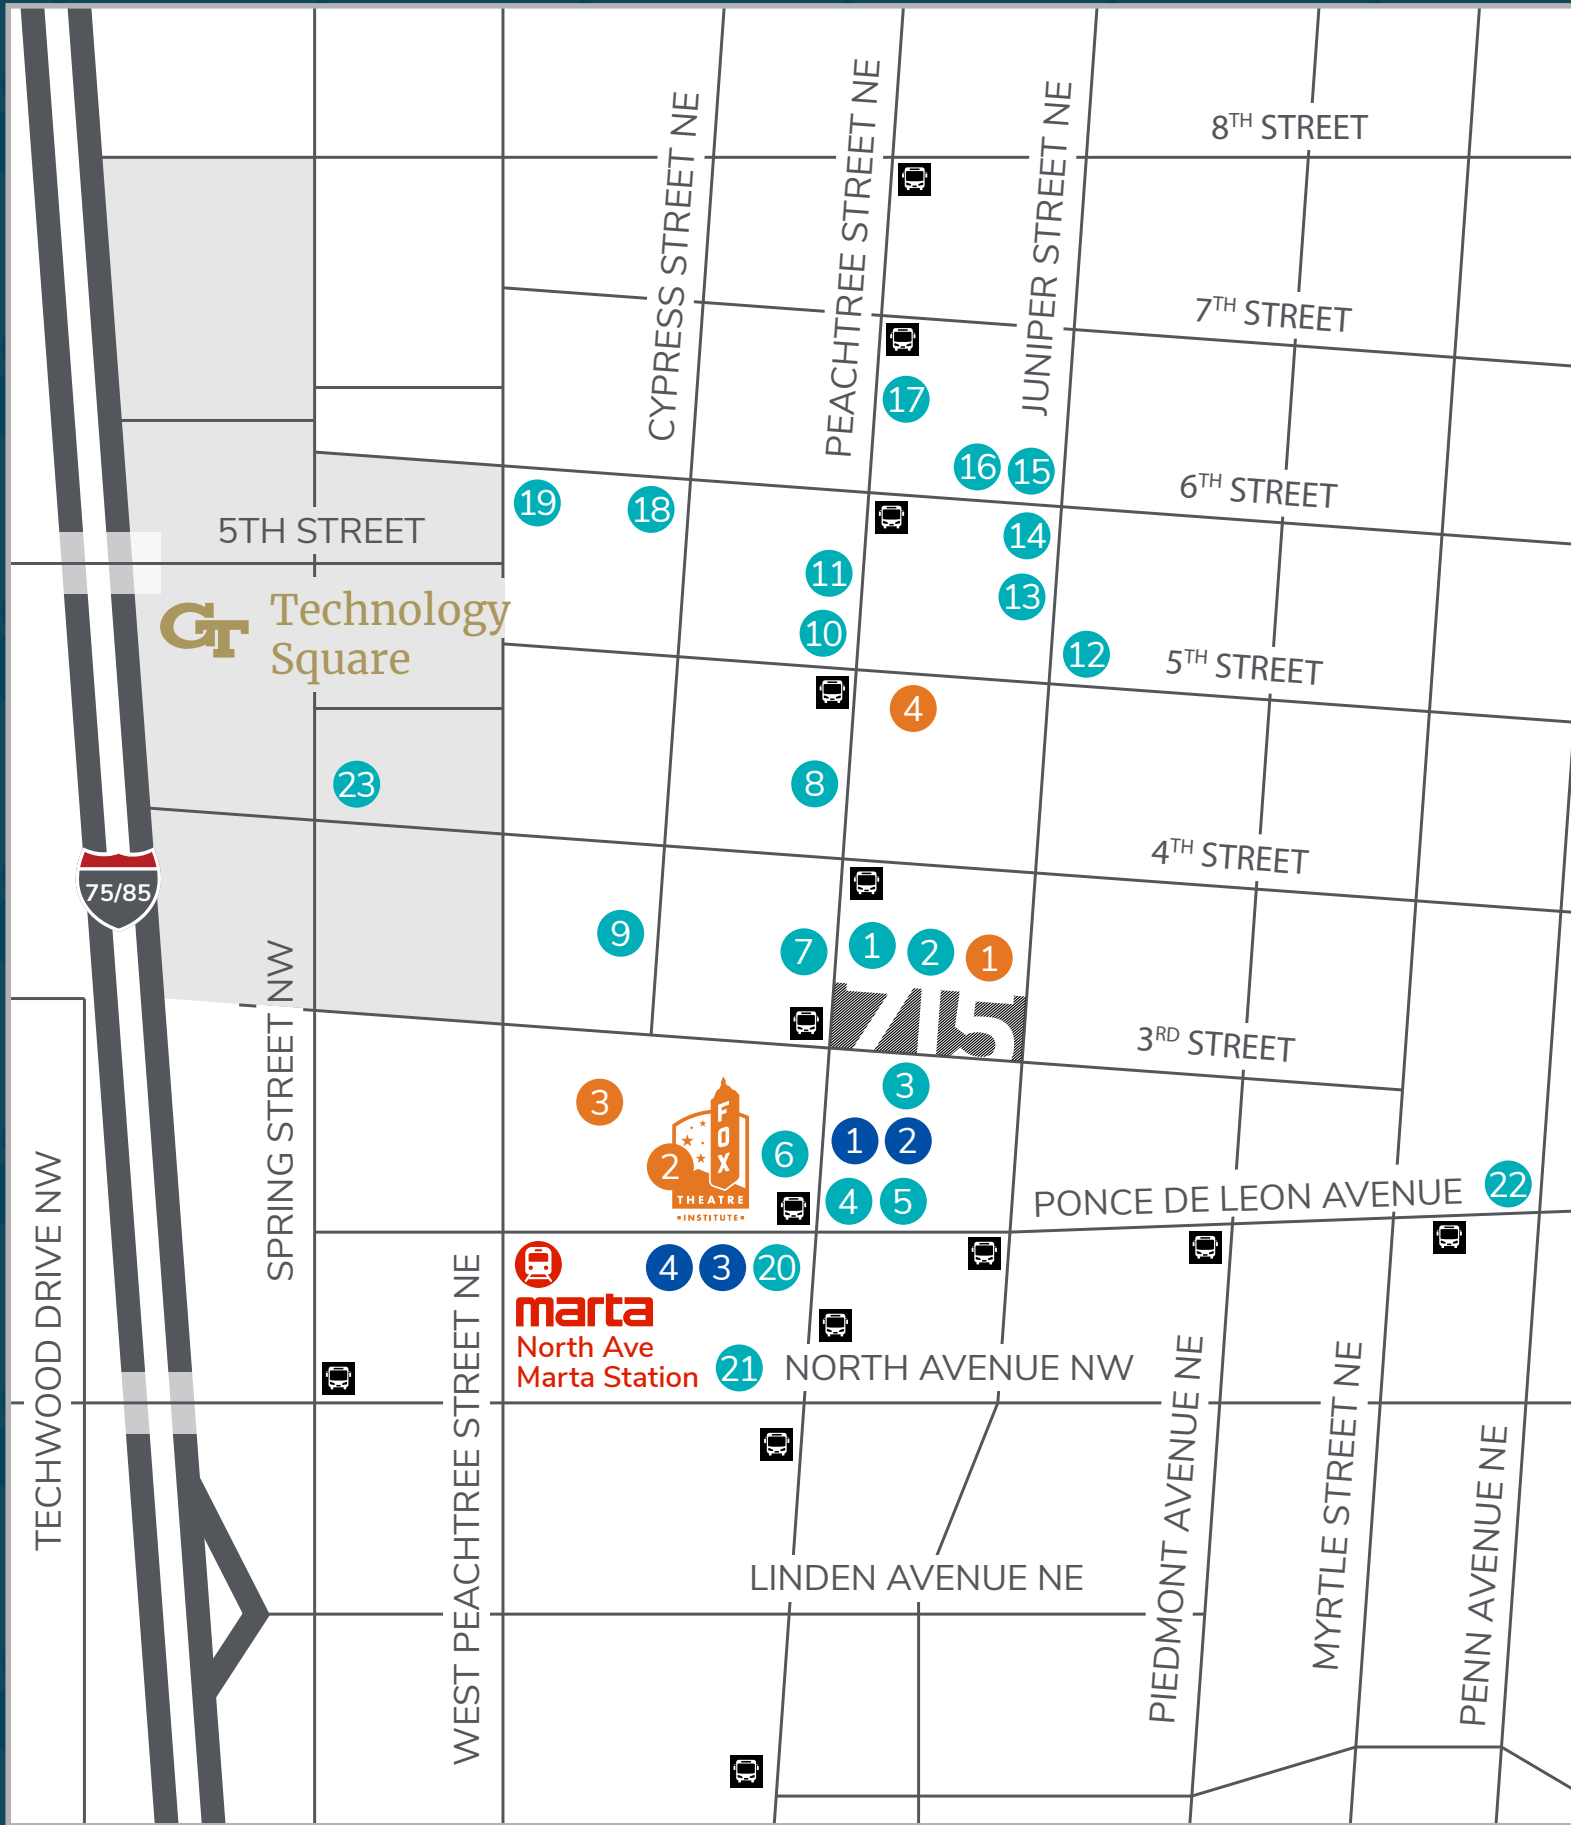 CYPRESS STREET NE
PEACHTREE STREET NE
JUNIPER STREET NE
8TH STREET
7TH STREET
17
16
15
6TH STREET
19
18
5TH STREET
14
11
13
10
12
GT
Technology
Square
5TH STREET
4
23
8
4TH STREET
75/85
9
7
1
2
1
715
3RD STREET
SPRING STREET NW
3
3
FOX
THEATRE
INSTITUTE
2
6
1
2
4
5
PONCE DE LEON AVENUE
22
TECHWOOD DRIVE NW
WEST PEACHTREE STREET NE
4
3
20
marta
North Ave
Marta Station
21
NORTH AVENUE NW
PIEDMONT AVENUE NE
MYRTLE STREET NE
PENN AVENUE NE
LINDEN AVENUE NE